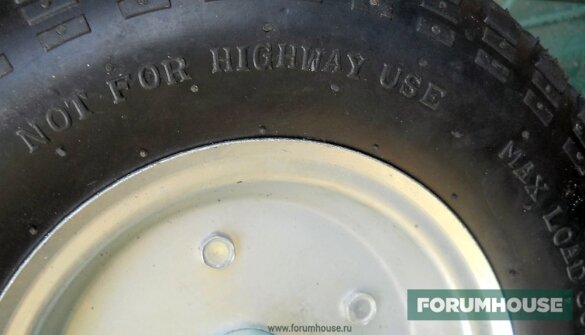 NOT FOR HIGHWAY USE
MAX LOAD
FORUMHOUSE
www.forumhouse.ru